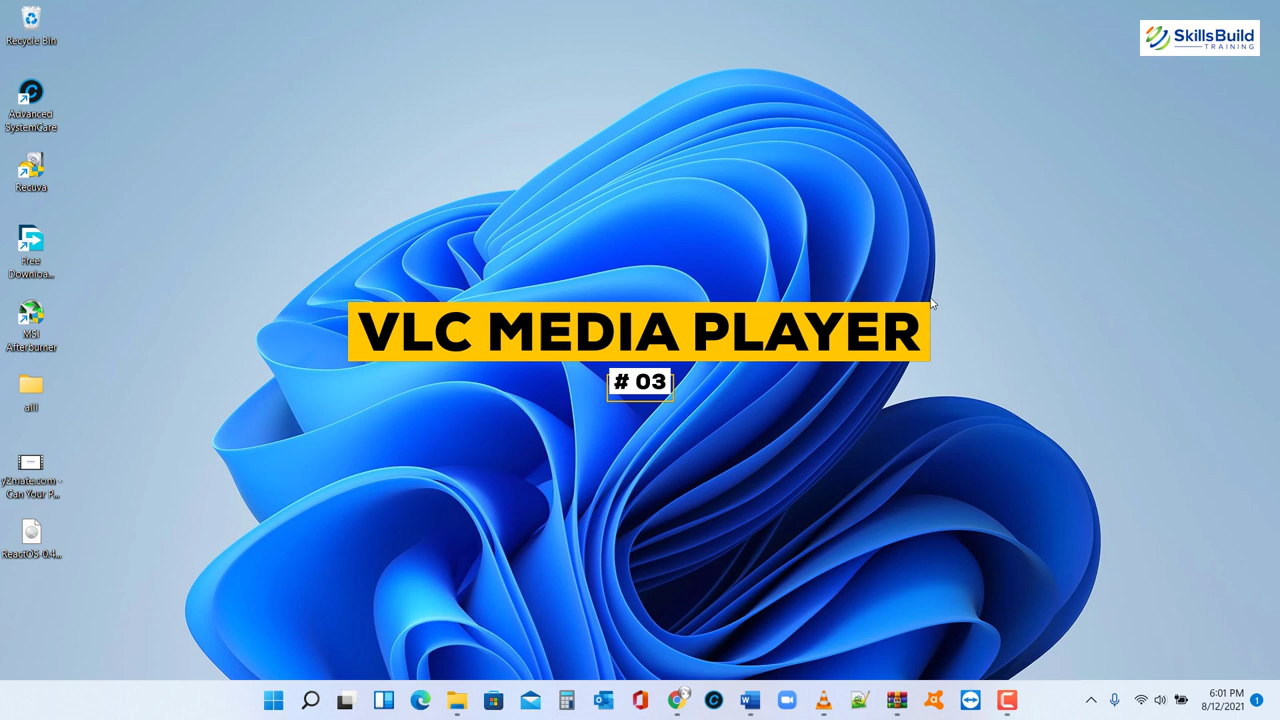 Recycle Bin
SkillsBuild
TRAINING
Advanced
SystemCare
Recuva
Free
Downloa...
MSI
Afterburner
VLC MEDIA PLAYER
# 03
alll
y2mate.com -
Can Your P...
ReactOS-0.4...
6:01 PM
8/12/2021
1